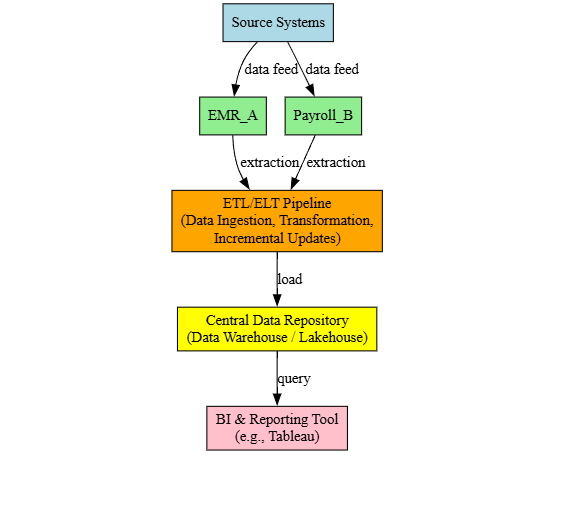 Source Systems
data feed data feed
EMR_A Payroll_B
extraction extraction
ETL/ELT Pipeline
(Data Ingestion, Transformation,
Incremental Updates)
load
Central Data Repository
(Data Warehouse / Lakehouse)
query
BI & Reporting Tool
(e.g., Tableau)